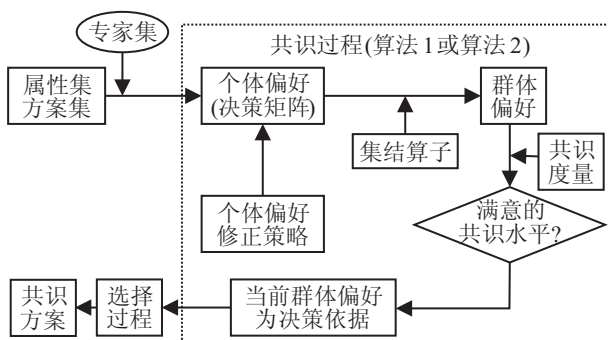 专家集
共识过程(算法1或算法2)
属性集
方案集
个体偏好
(决策矩阵)
群体
偏好
集结算子
共识
度量
个体偏好
修正策略
满意的
共识水平?
共识
方案
选择
过程
当前群体偏好
为决策依据